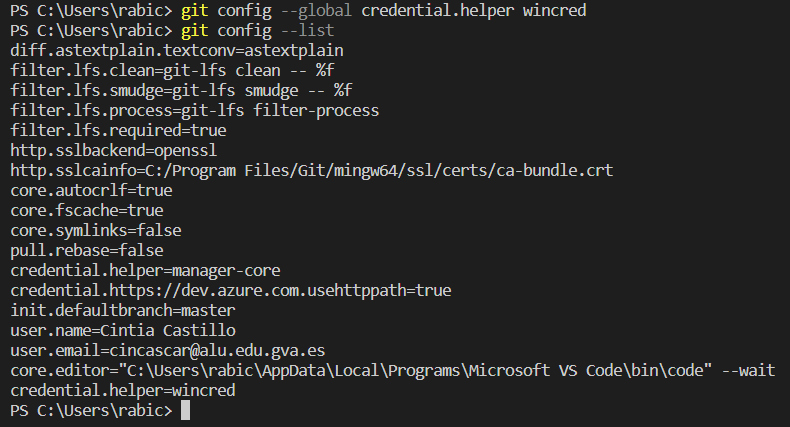 PS C:\Users\rabic> git config --global credential.helper wincred
PS C:\Users\rabic> git config --list
diff.astextplain.textconv=astextplain
filter.lfs.clean=git-lfs clean -- %f
filter.lfs.smudge=git-lfs smudge -- %f
filter.lfs.process=git-lfs filter-process
filter.lfs.required=true
http.sslbackend=openssl
http.sslcainfo=C:/Program Files/Git/mingw64/ssl/certs/ca-bundle.crt
core.autocrlf=true
core.fscache=true
core.symlinks=false
pull.rebase=false
credential.helper=manager-core
credential.https://dev.azure.com.usehttppath=true
init.defaultbranch=master
user.name=Cintia Castillo
user.email=cincascar@alu.edu.gva.es
core.editor="C:\Users\rabic\AppData\Local\Programs\Microsoft VS Code\bin\code" --wait
credential.helper=wincred
PS C:\Users\rabic>